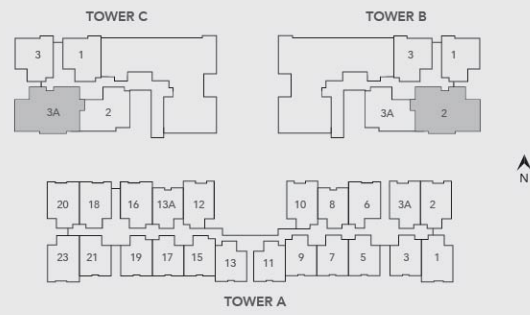 TOWER C
TOWER B
3 1
3 1
3A 2
3A 2
N
20 18 16 13A 12
10 8 6 3A 2
23 21 19 17 15 13
11 9 7 5 3 1
TOWER A